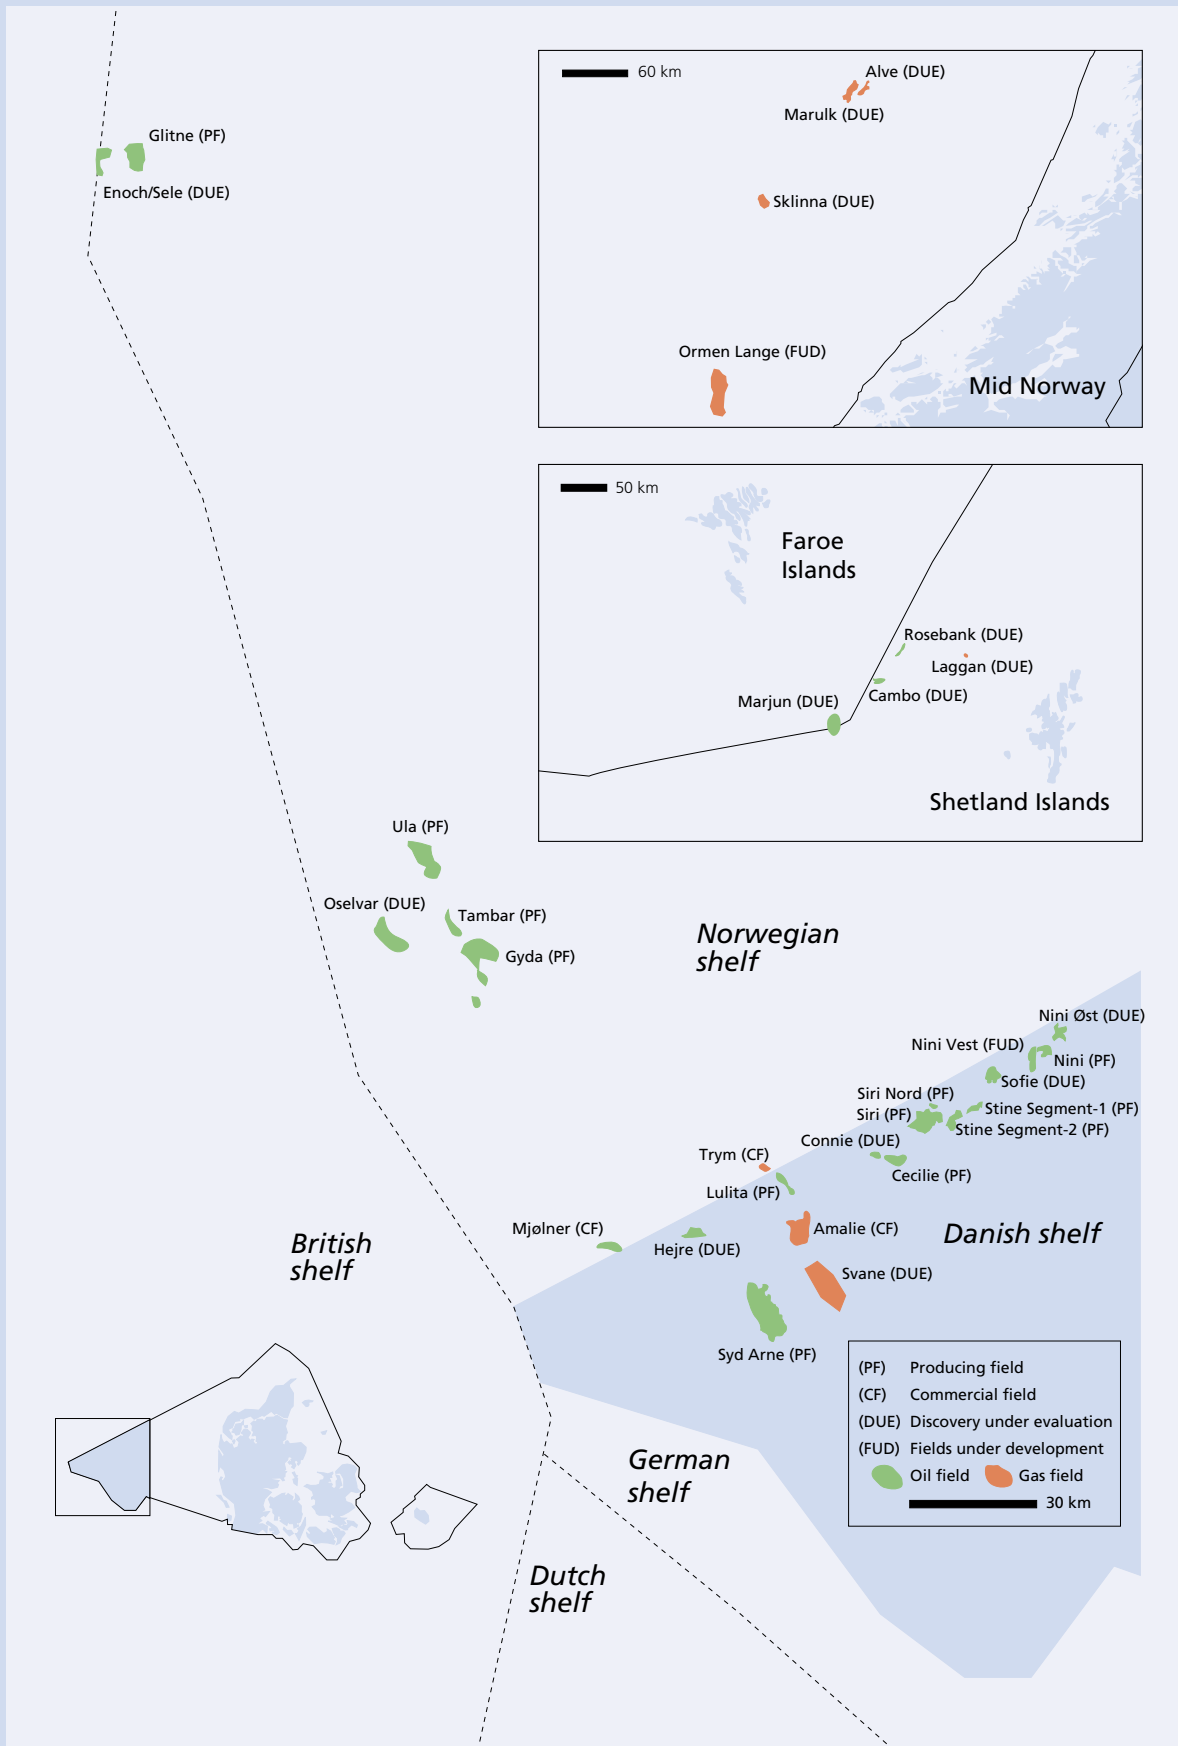 60 km
Alve (DUE)
Marulk (DUE)
Glitne (PF)
Enoch/Sele (DUE)
Sklinna (DUE)
Ormen Lange (FUD)
Mid Norway
50 km
Faroe
Islands
Rosebank (DUE)
Laggan (DUE)
Cambo (DUE)
Marjun (DUE)
Shetland Islands
Ula (PF)
Oselvar (DUE)
Tambar (PF)
Gyda (PF)
Norwegian
shelf
Nini Øst (DUE)
Nini Vest (FUD)
Nini (PF)
Sofie (DUE)
Siri Nord (PF)
Siri (PF)
Stine Segment-1 (PF)
Stine Segment-2 (PF)
Connie (DUE)
Cecilie (PF)
Trym (CF)
Lulita (PF)
Mjølner (CF)
Hejre (DUE)
Amalie (CF)
Danish shelf
British
shelf
Svane (DUE)
Syd Arne (PF)
(PF) Producing field
(CF) Commercial field
(DUE) Discovery under evaluation
(FUD) Fields under development
Oil field Gas field
30 km
German
shelf
Dutch
shelf